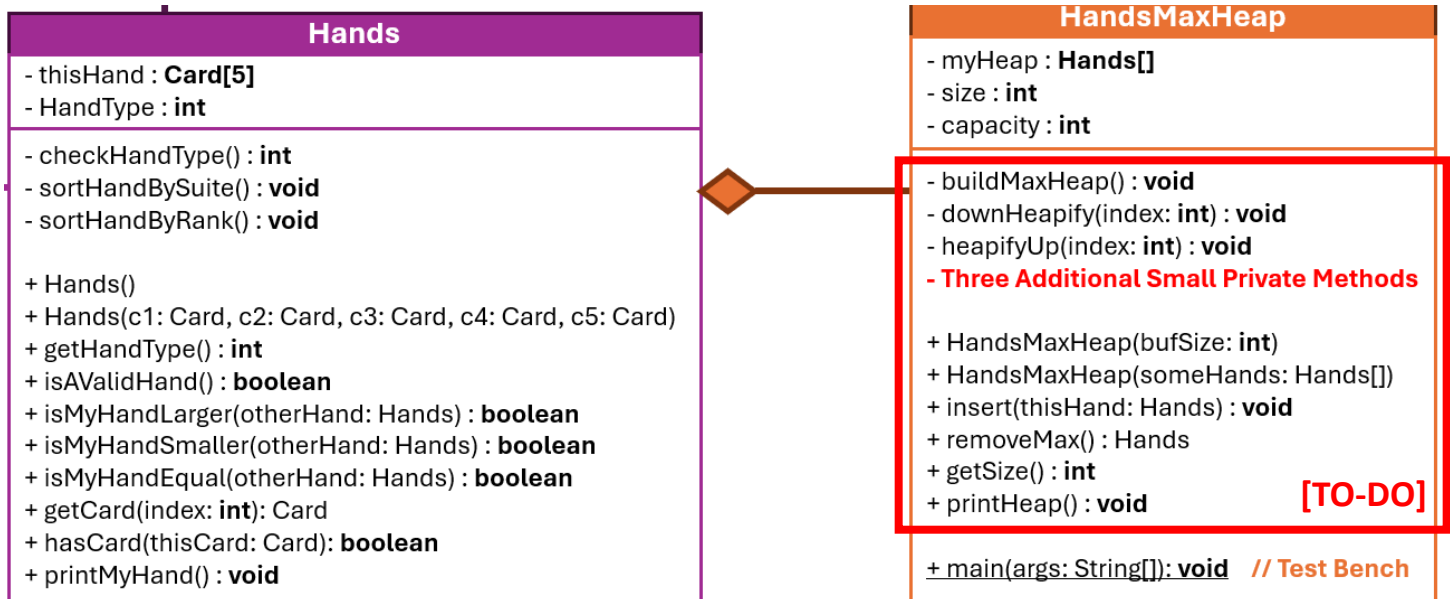 Hands
- thisHand : Card[5]
- HandType : int
- checkHandType() : int
- sortHandBySuite() : void
- sortHandByRank() : void
+ Hands()
+ Hands(c1: Card, c2: Card, c3: Card, c4: Card, c5: Card)
+ getHandType() : int
+ isAValidHand() : boolean
+ isMyHandLarger(otherHand: Hands) : boolean
+ isMyHandSmaller(otherHand: Hands) : boolean
+ isMyHandEqual(otherHand: Hands) : boolean
+ getCard(index: int): Card
+ hasCard(thisCard: Card): boolean
+ printMyHand() : void
HandsMaxHeap
- myHeap : Hands[]
- size : int
- capacity : int
- buildMaxHeap() : void
- downHeapify(index: int) : void
- heapifyUp(index: int) : void
- Three Additional Small Private Methods
+ HandsMaxHeap(bufSize: int)
+ HandsMaxHeap(someHands: Hands[])
+ insert(thisHand: Hands) : void
+ removeMax() : Hands
+ getSize() : int
+ printHeap() : void
[TO-DO]
+ main(args: String[]): void // Test Bench